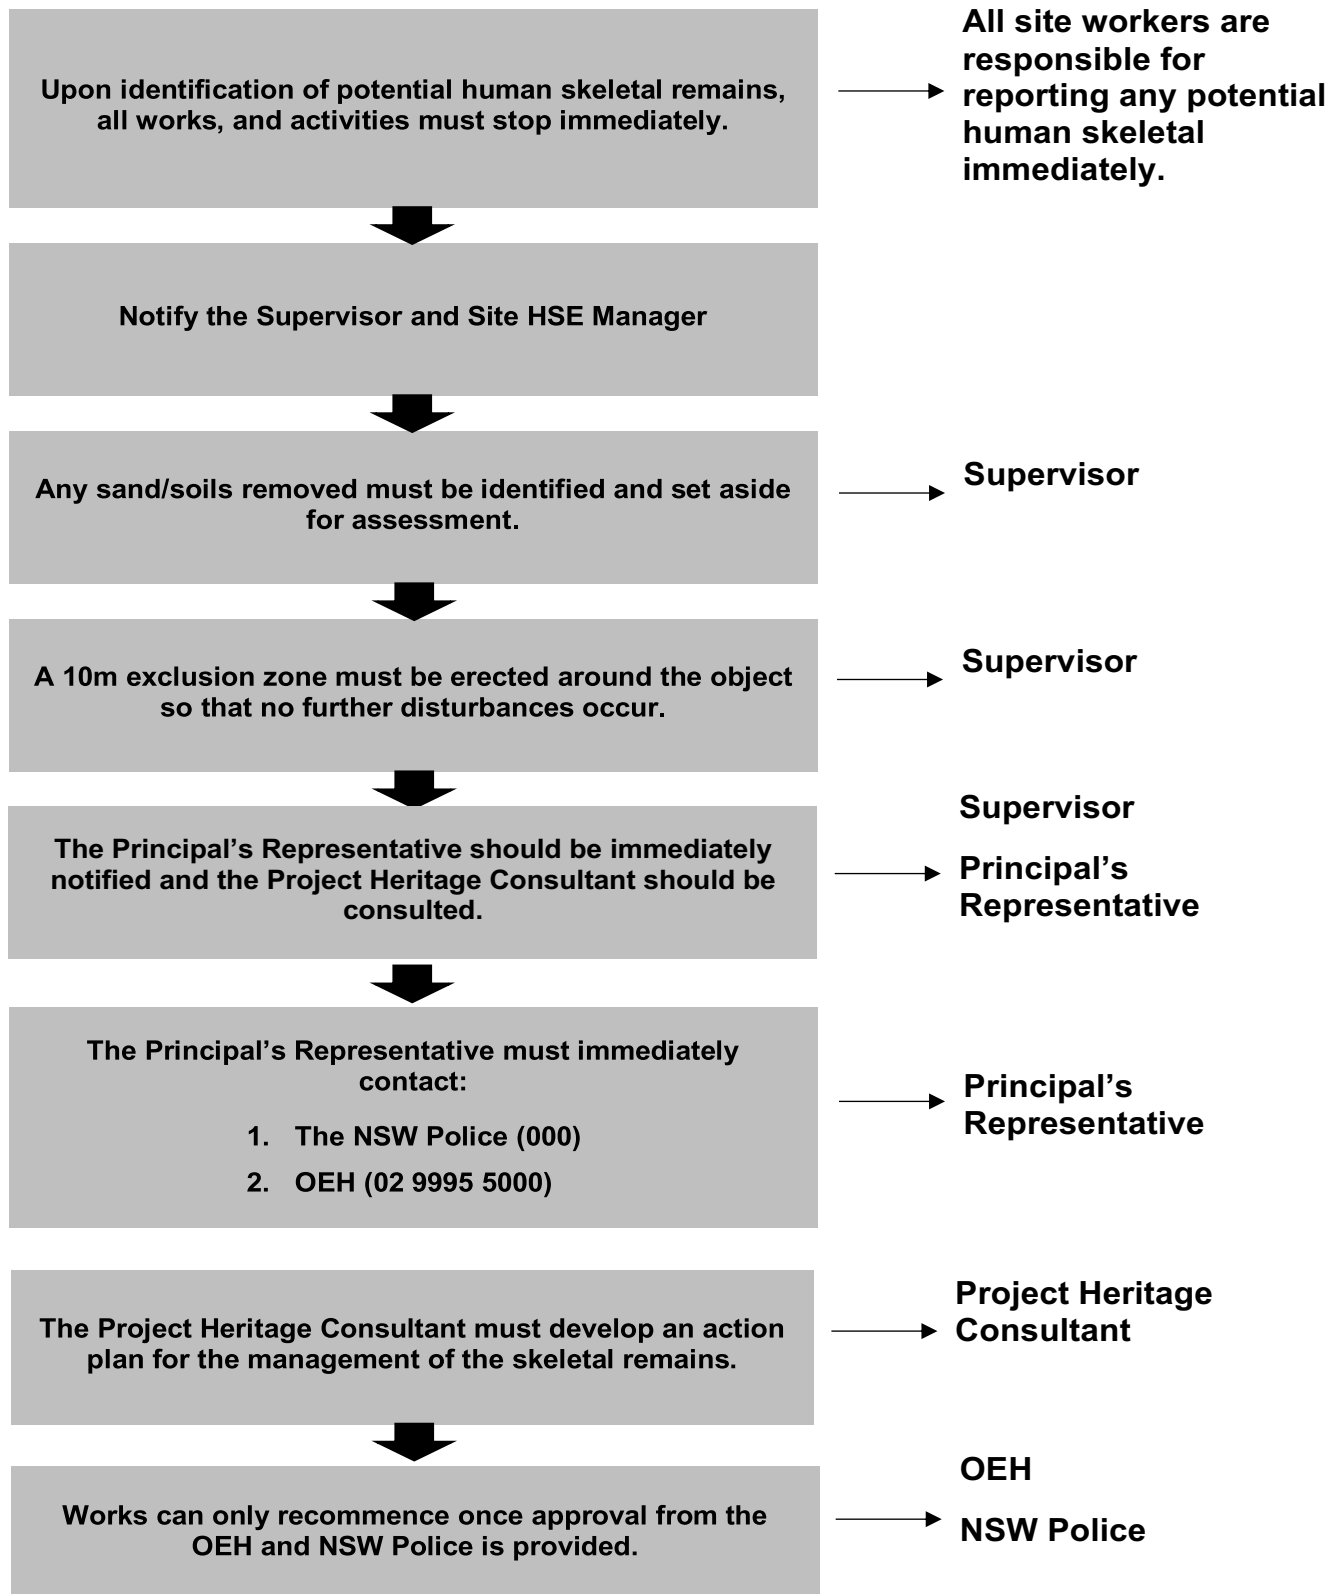 Upon identification of potential human skeletal remains,
all works, and activities must stop immediately.
All site workers are
responsible for
reporting any potential
human skeletal
immediately.
Notify the Supervisor and Site HSE Manager
Any sand/soils removed must be identified and set aside
for assessment.
Supervisor
A 10m exclusion zone must be erected around the object
so that no further disturbances occur.
Supervisor
The Principal’s Representative should be immediately
notified and the Project Heritage Consultant should be
consulted.
Supervisor
Principal’s
Representative
The Principal’s Representative must immediately
contact:
1. The NSW Police (000)
2. OEH (02 9995 5000)
Principal’s
Representative
The Project Heritage Consultant must develop an action
plan for the management of the skeletal remains.
Project Heritage
Consultant
Works can only recommence once approval from the
OEH and NSW Police is provided.
OEH
NSW Police